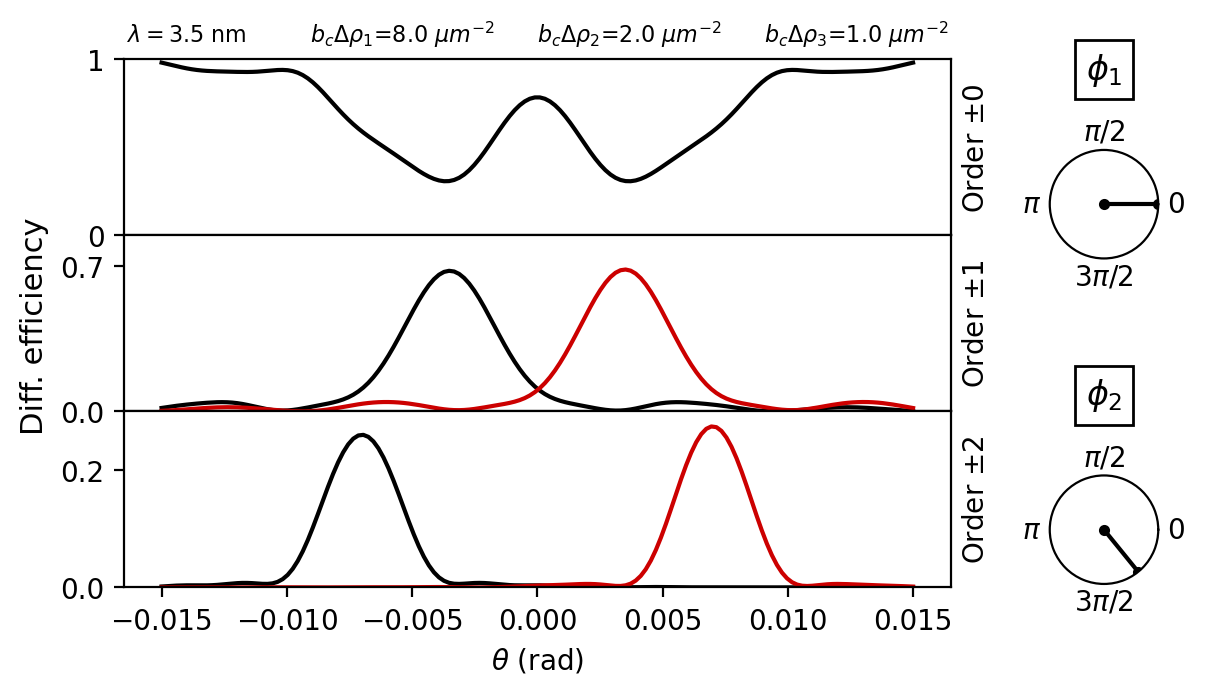 λ = 3.5 nm b_cΔρ_1=8.0 μm^{−2} b_cΔρ_2=2.0 μm^{−2} b_cΔρ_3=1.0 μm^{−2}
Diff. efficiency
1
0
Order ±0
0.7
0.0
Order ±1
0.2
0.0
Order ±2
−0.015 −0.010 −0.005 0.000 0.005 0.010 0.015
θ (rad)
ϕ_1
π/2
π 0
3π/2
ϕ_2
π/2
π 0
3π/2